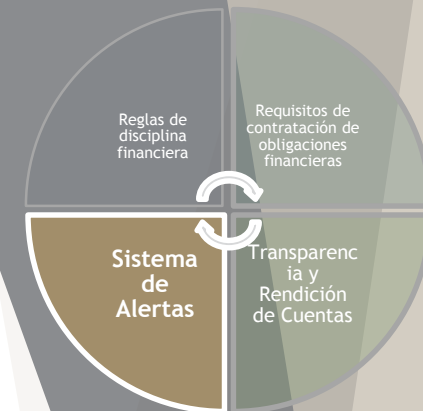 Reglas de
disciplina
financiera
Requisitos de
contratación de
obligaciones
financieras
Sistema
de
Alertas
Transparenc
ia y
Rendición
de Cuentas